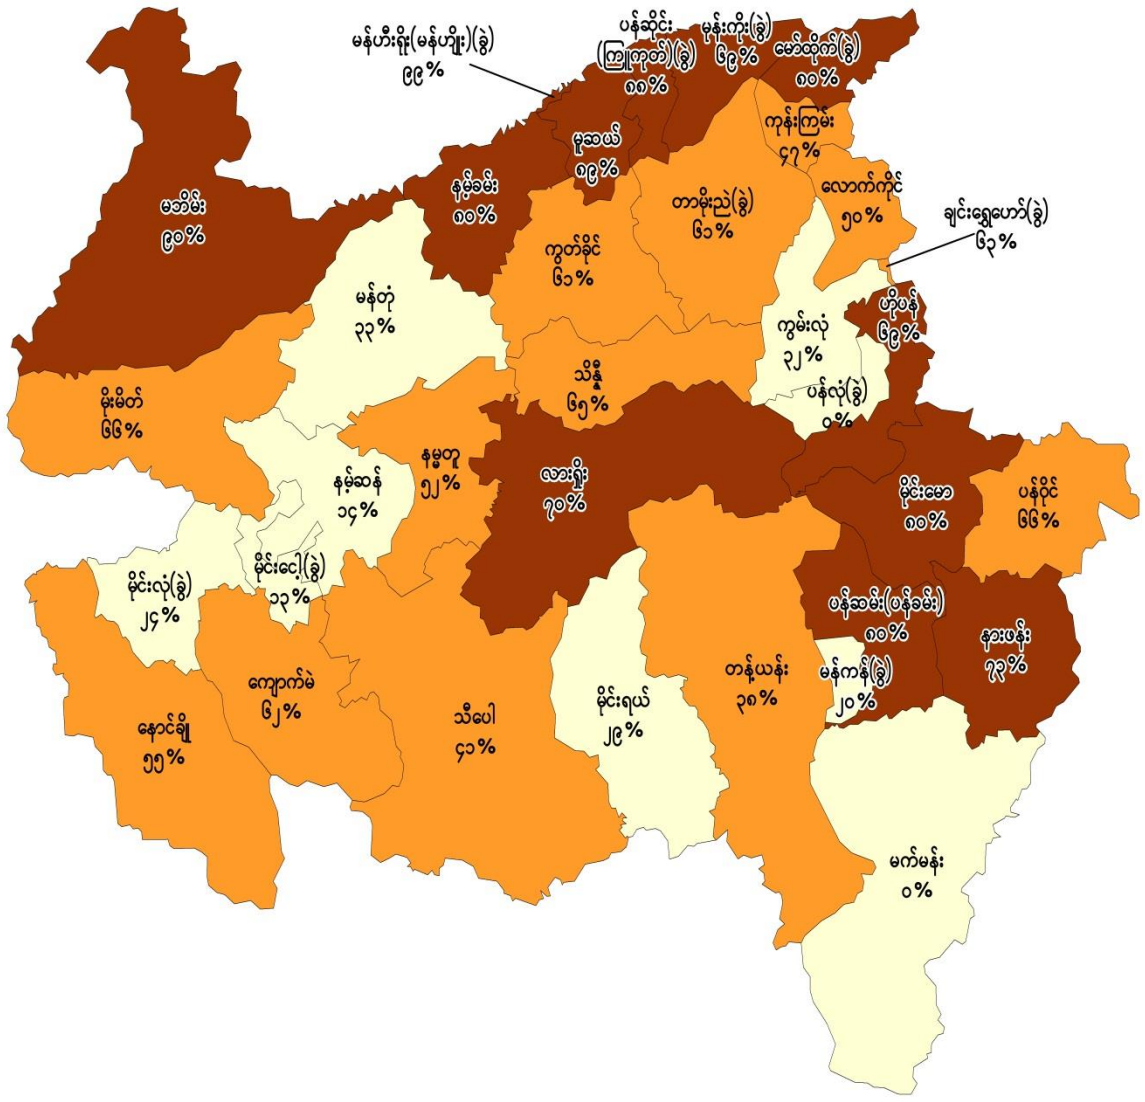 မန်ဟီးရိုး(မန်ဟျိုး)(ခွဲ)
၉၉%
ပန်ဆိုင်း
(ကြူကုတ်)(ခွဲ)
၈၈%
မုန်းကိုး(ခွဲ)
၆၉%
မော်ထိုက်(ခွဲ)
၈၀%
ကုန်းကြမ်း
၄၇%
မူဆယ်
၈၉%
နမ့်ခမ်း
၈၀%
လောက်ကိုင်
၅၀%
မဘိမ်း
၉၀%
တာမိုးညဲ(ခွဲ)
၆၁%
ချင်းရွှေဟော်(ခွဲ)
၆၃%
ကွတ်ခိုင်
၆၁%
မန်တုံ
၃၃%
ဟိုပန်
၆၉%
ကွမ်းလုံ
၃၂%
သိန္နီ
၆၅%
ပန်လုံ(ခွဲ)
၀%
မိုးမိတ်
၆၆%
နမ္မတူ
၅၂%
နမ့်ဆန်
၁၄%
လားရှိုး
၇၀%
မိုင်းမော
၈၀%
ပန်ဝိုင်
၆၆%
မိုင်းငေါ့(ခွဲ)
၁၃%
မိုင်းလုံ(ခွဲ)
၂၄%
ပန်ဆမ်း(ပန်ခမ်း)
၈၀%
နားဖန်း
၇၃%
ကျောက်မဲ
၆၂%
တန့်ယန်း
၃၈%
မန်ကန်(ခွဲ)
၂၀%
မိုင်းရယ်
၂၉%
သီပေါ
၄၁%
နောင်ချို
၅၅%
မက်မန်း
၀%